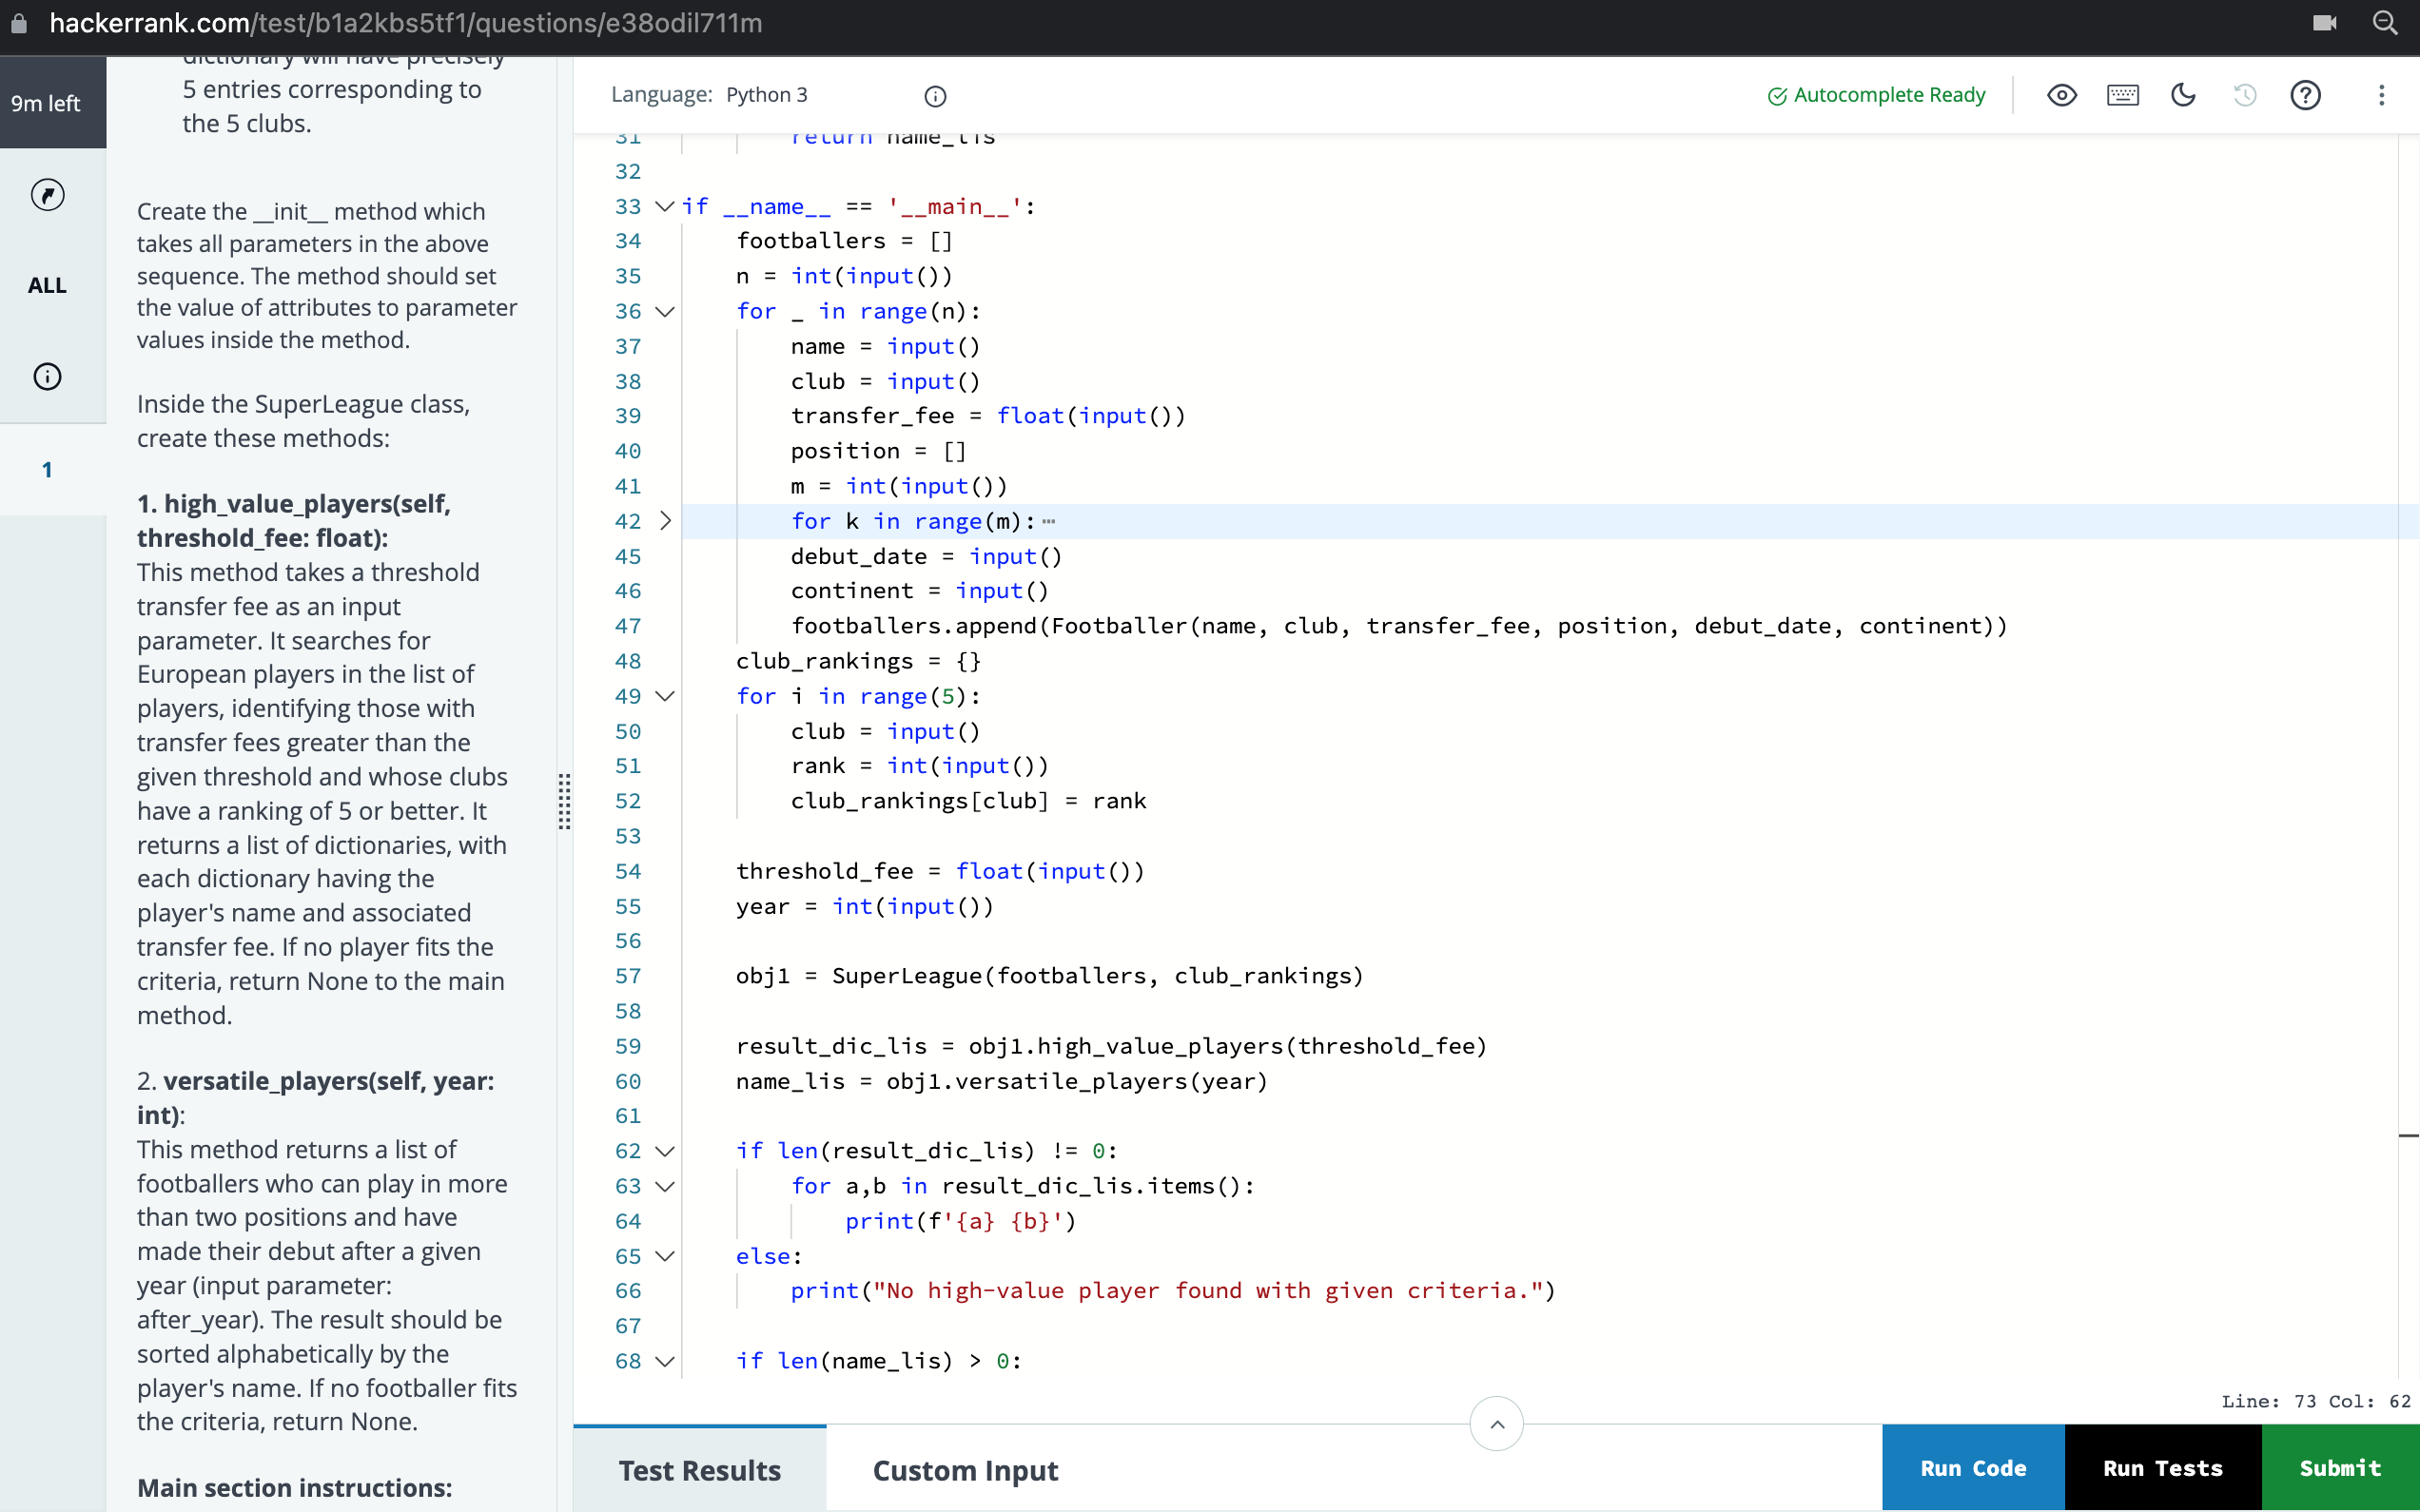 hackerrank.com/test/b1a2kbs5tf1/questions/e38odil711m
9m left
ALL
1
dictionary will have precisely
5 entries corresponding to
the 5 clubs.
Create the __init__ method which
takes all parameters in the above
sequence. The method should set
the value of attributes to parameter
values inside the method.
Inside the SuperLeague class,
create these methods:
1. high_value_players(self,
threshold_fee: float):
This method takes a threshold
transfer fee as an input
parameter. It searches for
European players in the list of
players, identifying those with
transfer fees greater than the
given threshold and whose clubs
have a ranking of 5 or better. It
returns a list of dictionaries, with
each dictionary having the
player's name and associated
transfer fee. If no player fits the
criteria, return None to the main
method.
2. versatile_players(self, year:
int):
This method returns a list of
footballers who can play in more
than two positions and have
made their debut after a given
year (input parameter:
after_year). The result should be
sorted alphabetically by the
player's name. If no footballer fits
the criteria, return None.
Main section instructions:
Language: Python 3
Autocomplete Ready
31 return name_lis
32
33 if __name__ == '__main__':
34 footballers = []
35 n = int(input())
36 for _ in range(n):
37 name = input()
38 club = input()
39 transfer_fee = float(input())
40 position = []
41 m = int(input())
42 for k in range(m):⋯
45 debut_date = input()
46 continent = input()
47 footballers.append(Footballer(name, club, transfer_fee, position, debut_date, continent))
48 club_rankings = {}
49 for i in range(5):
50 club = input()
51 rank = int(input())
52 club_rankings[club] = rank
53
54 threshold_fee = float(input())
55 year = int(input())
56
57 obj1 = SuperLeague(footballers, club_rankings)
58
59 result_dic_lis = obj1.high_value_players(threshold_fee)
60 name_lis = obj1.versatile_players(year)
61
62 if len(result_dic_lis) != 0:
63 for a,b in result_dic_lis.items():
64 print(f'{a} {b}')
65 else:
66 print("No high-value player found with given criteria.")
67
68 if len(name_lis) > 0:
Line: 73 Col: 62
Test Results
Custom Input
Run Code
Run Tests
Submit